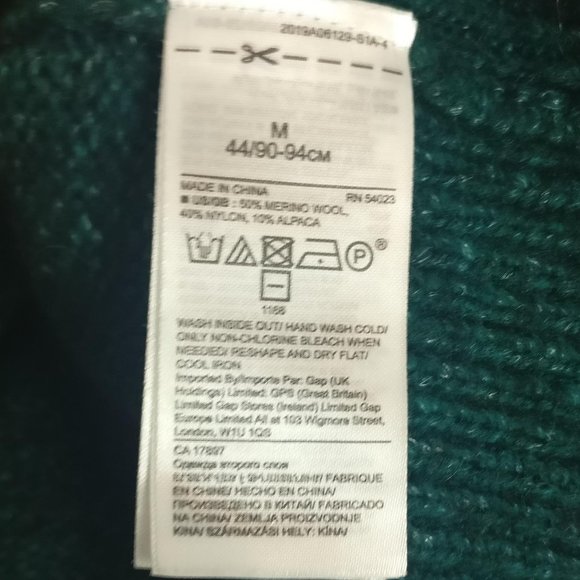 2019A06129-S1A-4
M
44/90-94СМ
MADE IN CHINA RN 54023
US/GB : 50% MERINO WOOL,
40% NYLON, 10% ALPACA
P ®
1168
WASH INSIDE OUT/ HAND WASH COLD/
ONLY NON-CHLORINE BLEACH WHEN
NEEDED/ RESHAPE AND DRY FLAT/
COOL IRON
Imported By/Importe Par: Gap (UK
Holdings) Limited: GPS (Great Britain)
Limited Gap Stores (Ireland) Limited Gap
Europe Limited All at 103 Wigmore Street,
London, W1U 1QS
CA 17897
Одежда второго слоя
FABRIQUE
EN CHINE/ HECHO EN CHINA/
ПРОИЗВЕДЕНО В КИТАЙ/ FABRICADO
NA CHINA/ ZEMLJA PROIZVODNJE
KINA/ SZÁRMAZÁSI HELY: KÍNA/